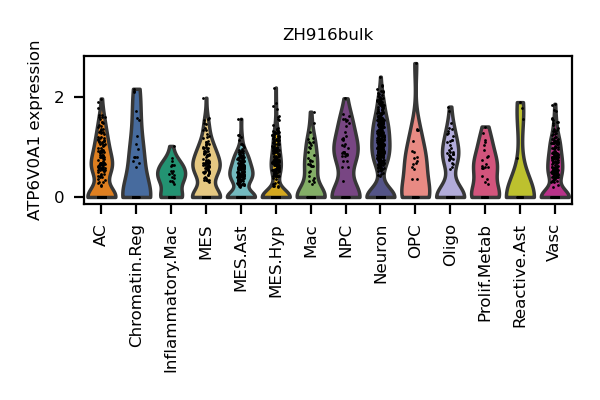 ZH916bulk
ATP6V0A1 expression
2
0
AC
Chromatin.Reg
Inflammatory.Mac
MES
MES.Ast
MES.Hyp
Mac
NPC
Neuron
OPC
Oligo
Prolif.Metab
Reactive.Ast
Vasc